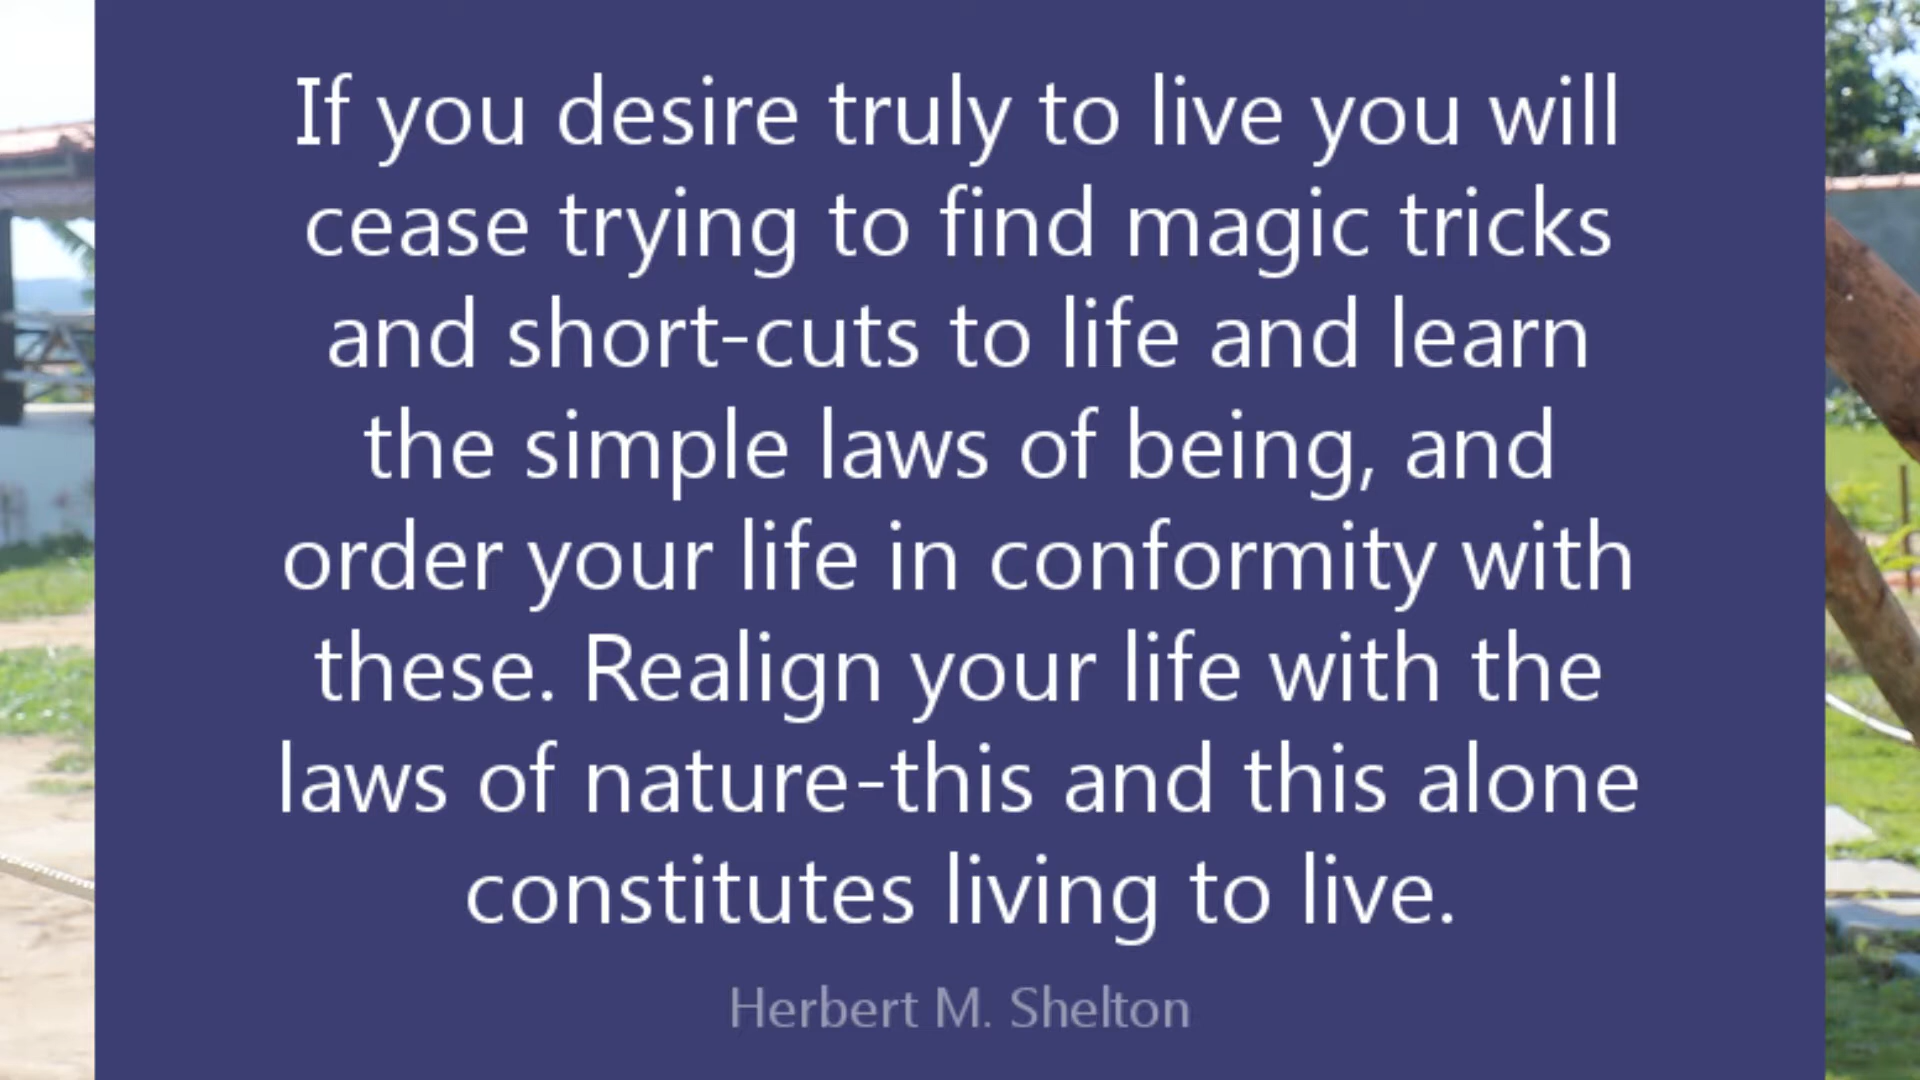 If you desire truly to live you will
cease trying to find magic tricks
and short-cuts to life and learn
the simple laws of being, and
order your life in conformity with
these. Realign your life with the
laws of nature-this and this alone
constitutes living to live.
Herbert M. Shelton